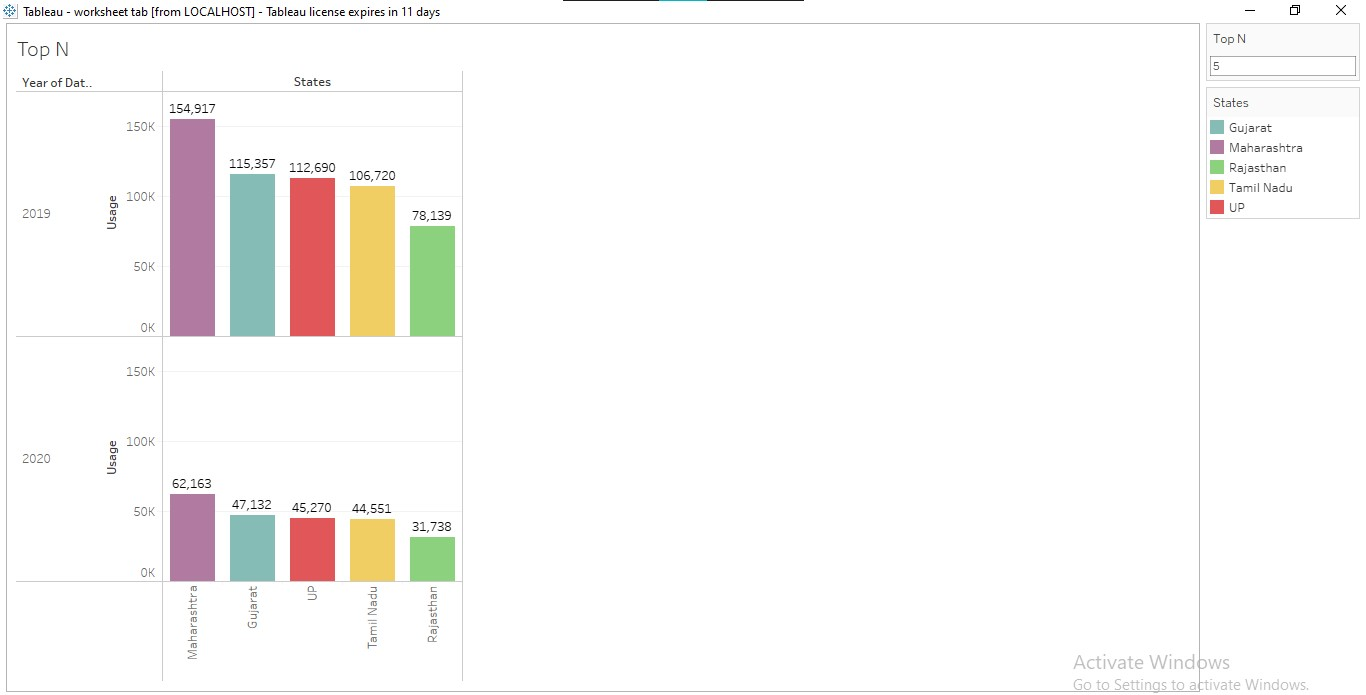 Tableau - worksheet tab [from LOCALHOST] - Tableau license expires in 11 days
Top N
Year of Dat..
States
154,917
150K
115,357
112,690
106,720
100K
78,139
2019
Usage
50K
0K
150K
100K
2020
Usage
62,163
50K
47,132
45,270
44,551
31,738
0K
Maharashtra
Gujarat
UP
Tamil Nadu
Rajasthan
Top N
5
States
Gujarat
Maharashtra
Rajasthan
Tamil Nadu
UP
Activate Windows
Go to Settings to activate Windows.